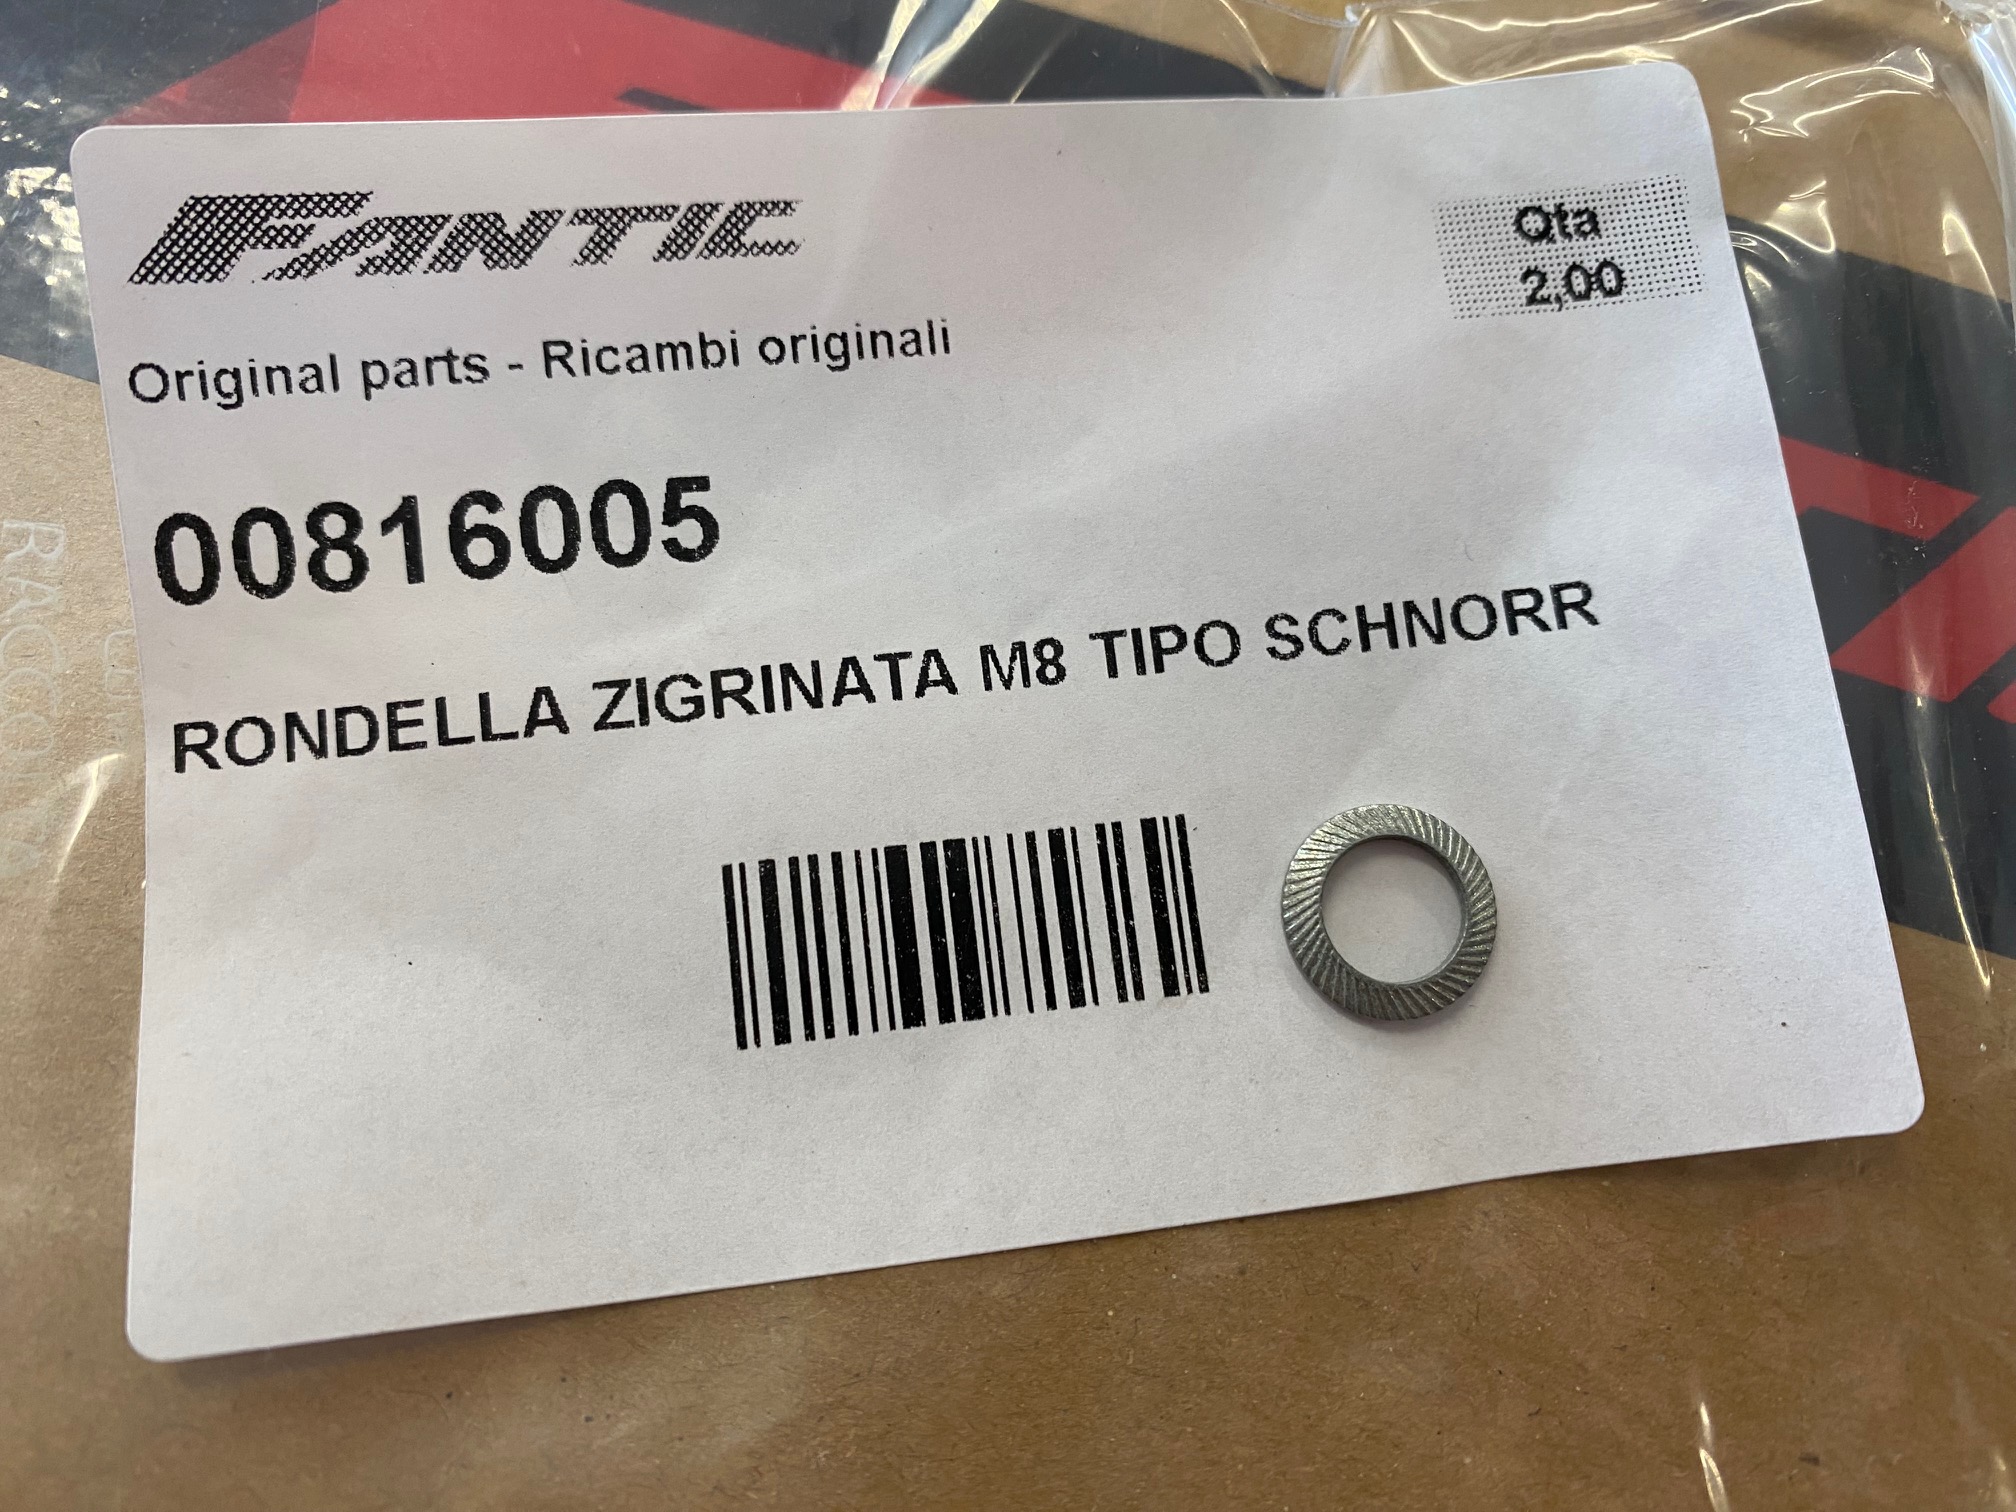 FANTIC
Qta
2,00
Original parts - Ricambi originali
00816005
RONDELLA ZIGRINATA M8 TIPO SCHNORR